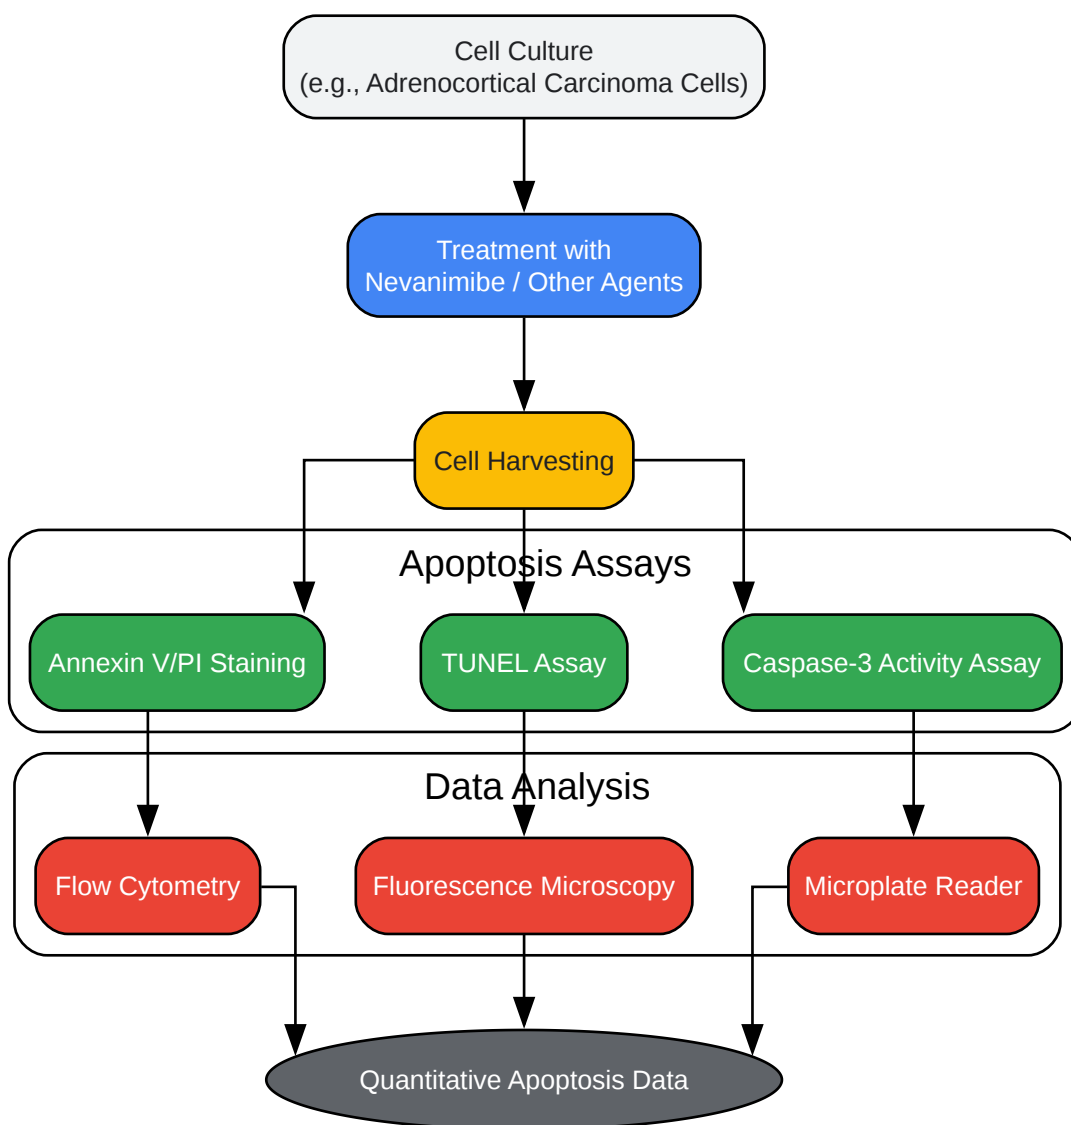 Cell Culture
(e.g., Adrenocortical Carcinoma Cells)
Treatment with
Nevanimibe / Other Agents
Cell Harvesting
Apoptosis Assays
Annexin V/PI Staining
TUNEL Assay
Caspase-3 Activity Assay
Data Analysis
Flow Cytometry
Fluorescence Microscopy
Microplate Reader
Quantitative Apoptosis Data